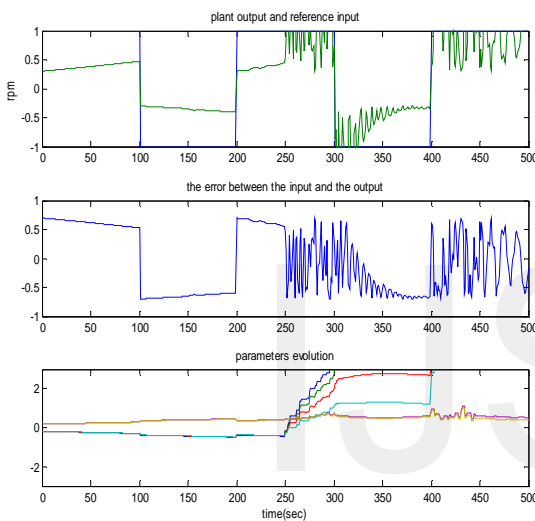 plant output and reference input
1
0.5
0
-0.5
-1
rpm
0 50 100 150 200 250 300 350 400 450 500
the error between the input and the output
1
0.5
0
-0.5
-1
0 50 100 150 200 250 300 350 400 450 500
parameters evolution
2
0
-2
0 50 100 150 200 250 300 350 400 450 500
time(sec)
IJS